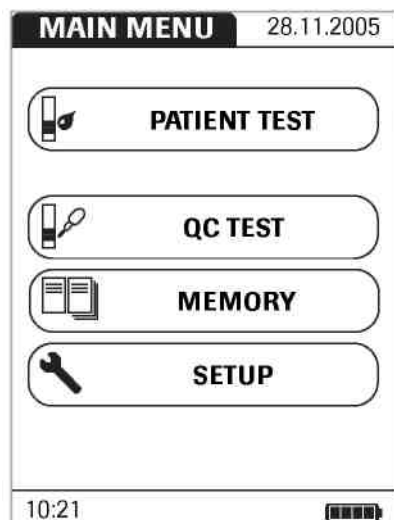 MAIN MENU 28.11.2005
PATIENT TEST
QC TEST
MEMORY
SETUP
10:21